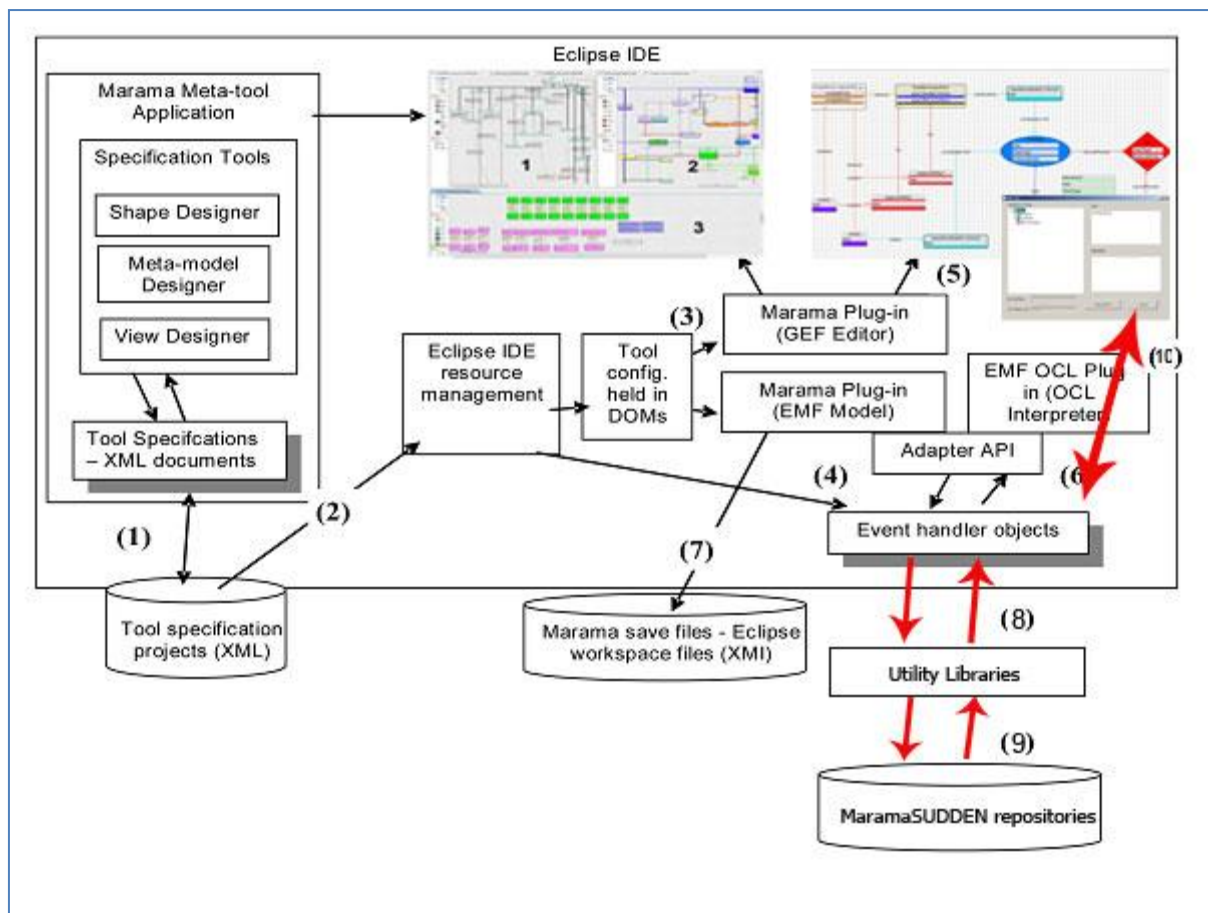 Eclipse IDE
Marama Meta-tool
Application
Specification Tools
Shape Designer
Meta-model
Designer
View Designer
Tool Specifcations
– XML documents
(1)
(2)
Tool specification
projects (XML)
1
2
3
Eclipse IDE
resource
management
Tool
config.
held in
DOMs
(3)
Marama Plug-in
(GEF Editor)
Marama Plug-in
(EMF Model)
(5)
EMF OCL Plug
in (OCL
Interpreter
(10)
Adapter API
(4)
(6
Event handler objects
(7)
Marama save files - Eclipse
workspace files (XMI)
(8)
Utility Libraries
(9)
MaramaSUDDEN repositories